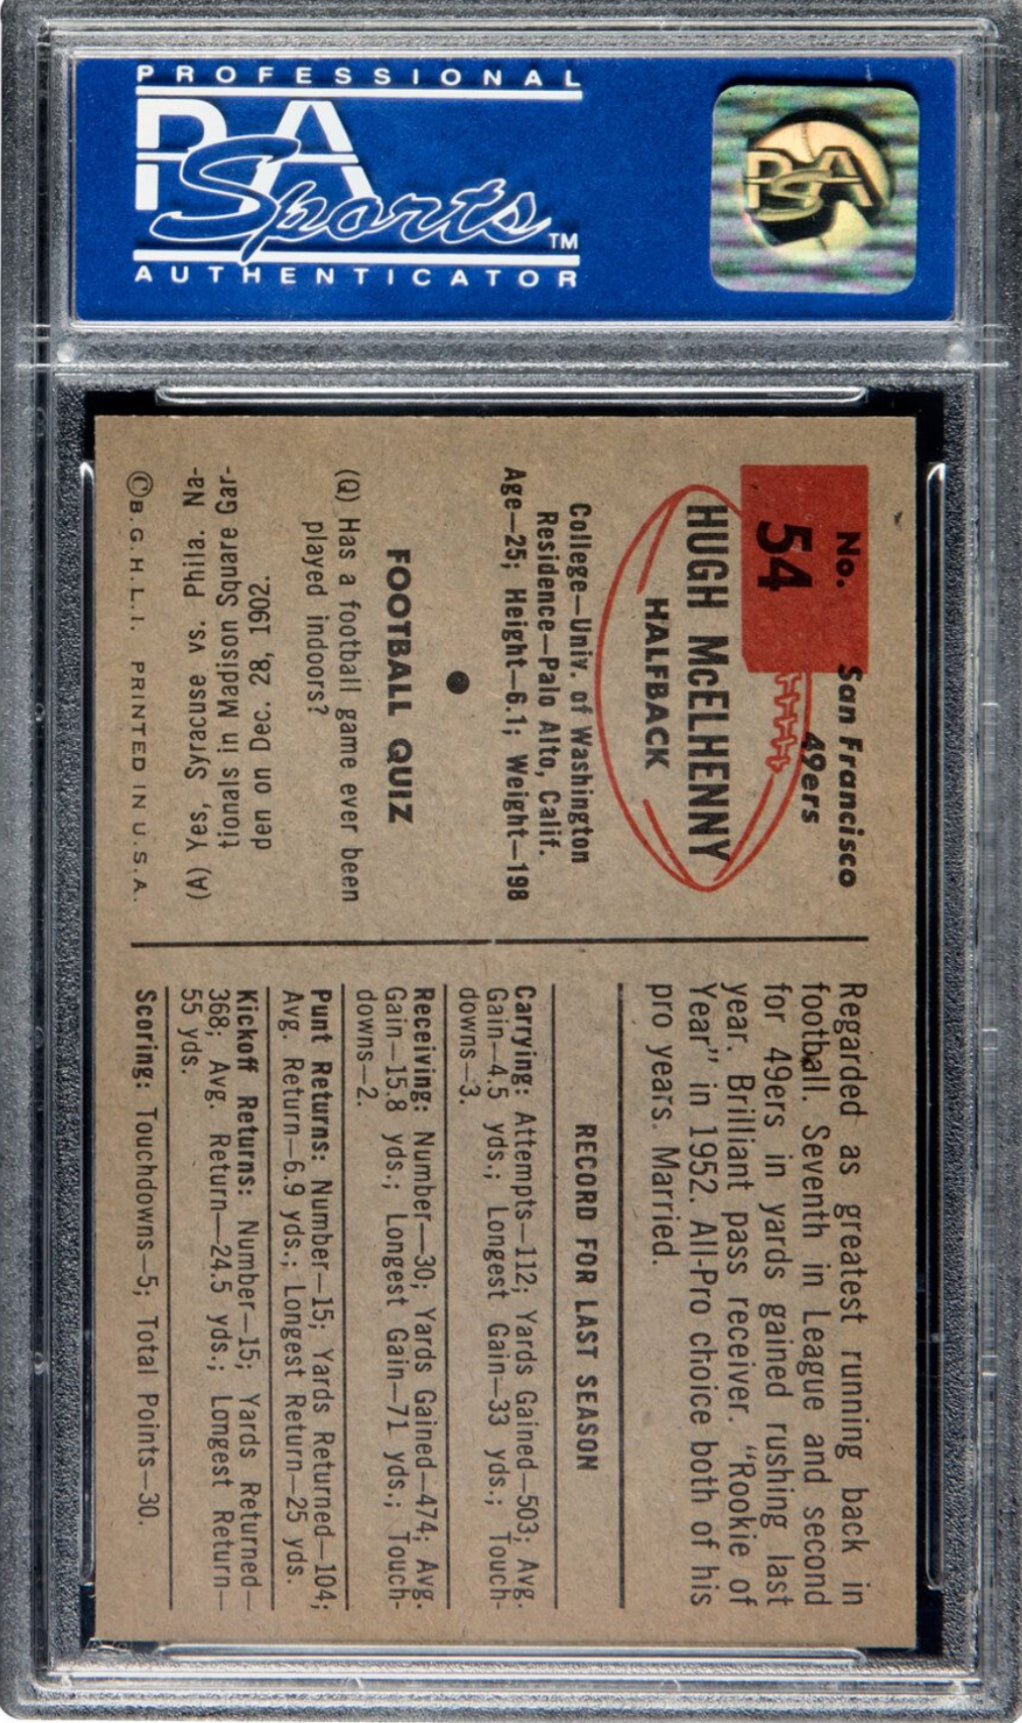 PROFESSIONAL
PSA
Sports™
AUTHENTICATOR
PSA
No.
54
San Francisco
49ers
HUGH McELHENNY
HALFBACK
College—Univ. of Washington
Residence—Palo Alto, Calif.
Age—25; Height—6.1; Weight—198
FOOTBALL QUIZ
(Q) Has a football game ever been
played indoors?
(A) Yes, Syracuse vs. Phila. Na-
tionals in Madison Square Gar-
den on Dec. 28, 1902.
©B.G.H.L.I. PRINTED IN U.S.A.
Regarded as greatest running back in
football. Seventh in League and second
for 49ers in yards gained rushing last
year. Brilliant pass receiver. "Rookie of
Year" in 1952. All-Pro choice both of his
pro years. Married.
RECORD FOR LAST SEASON
Carrying: Attempts—112; Yards Gained—503; Avg.
Gain—4.5 yds.; Longest Gain—33 yds.; Touch-
downs—3.
Receiving: Number—30; Yards Gained—474; Avg.
Gain—15.8 yds.; Longest Gain—71 yds.; Touch-
downs—2.
Punt Returns: Number—15; Yards Returned—104;
Avg. Return—6.9 yds.; Longest Return—25 yds.
Kickoff Returns: Number—15; Yards Returned—
368; Avg. Return—24.5 yds.; Longest Return—
55 yds.
Scoring: Touchdowns—5; Total Points—30.